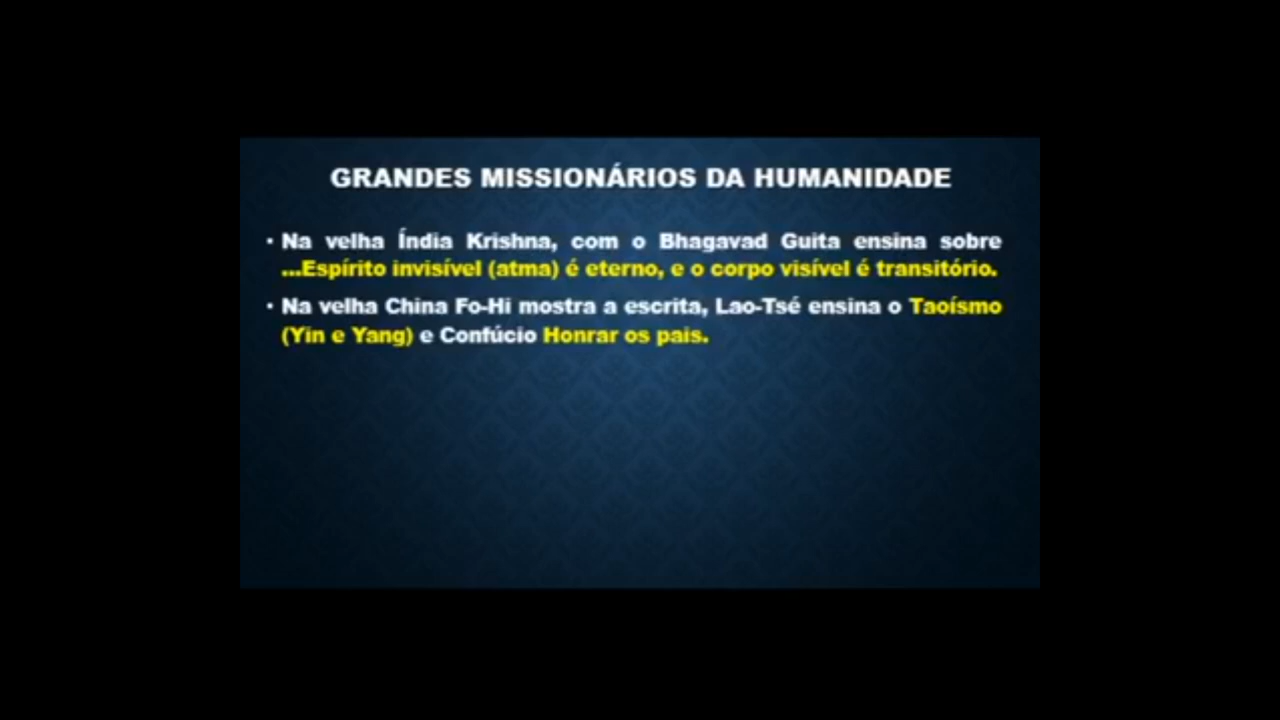 GRANDES MISSIONÁRIOS DA HUMANIDADE
• Na velha Índia Krishna, com o Bhagavad Guita ensina sobre
...Espírito invisível (atma) é eterno, e o corpo visível é transitório.
• Na velha China Fo-Hi mostra a escrita, Lao-Tsé ensina o Taoísmo
(Yin e Yang) e Confúcio Honrar os pais.